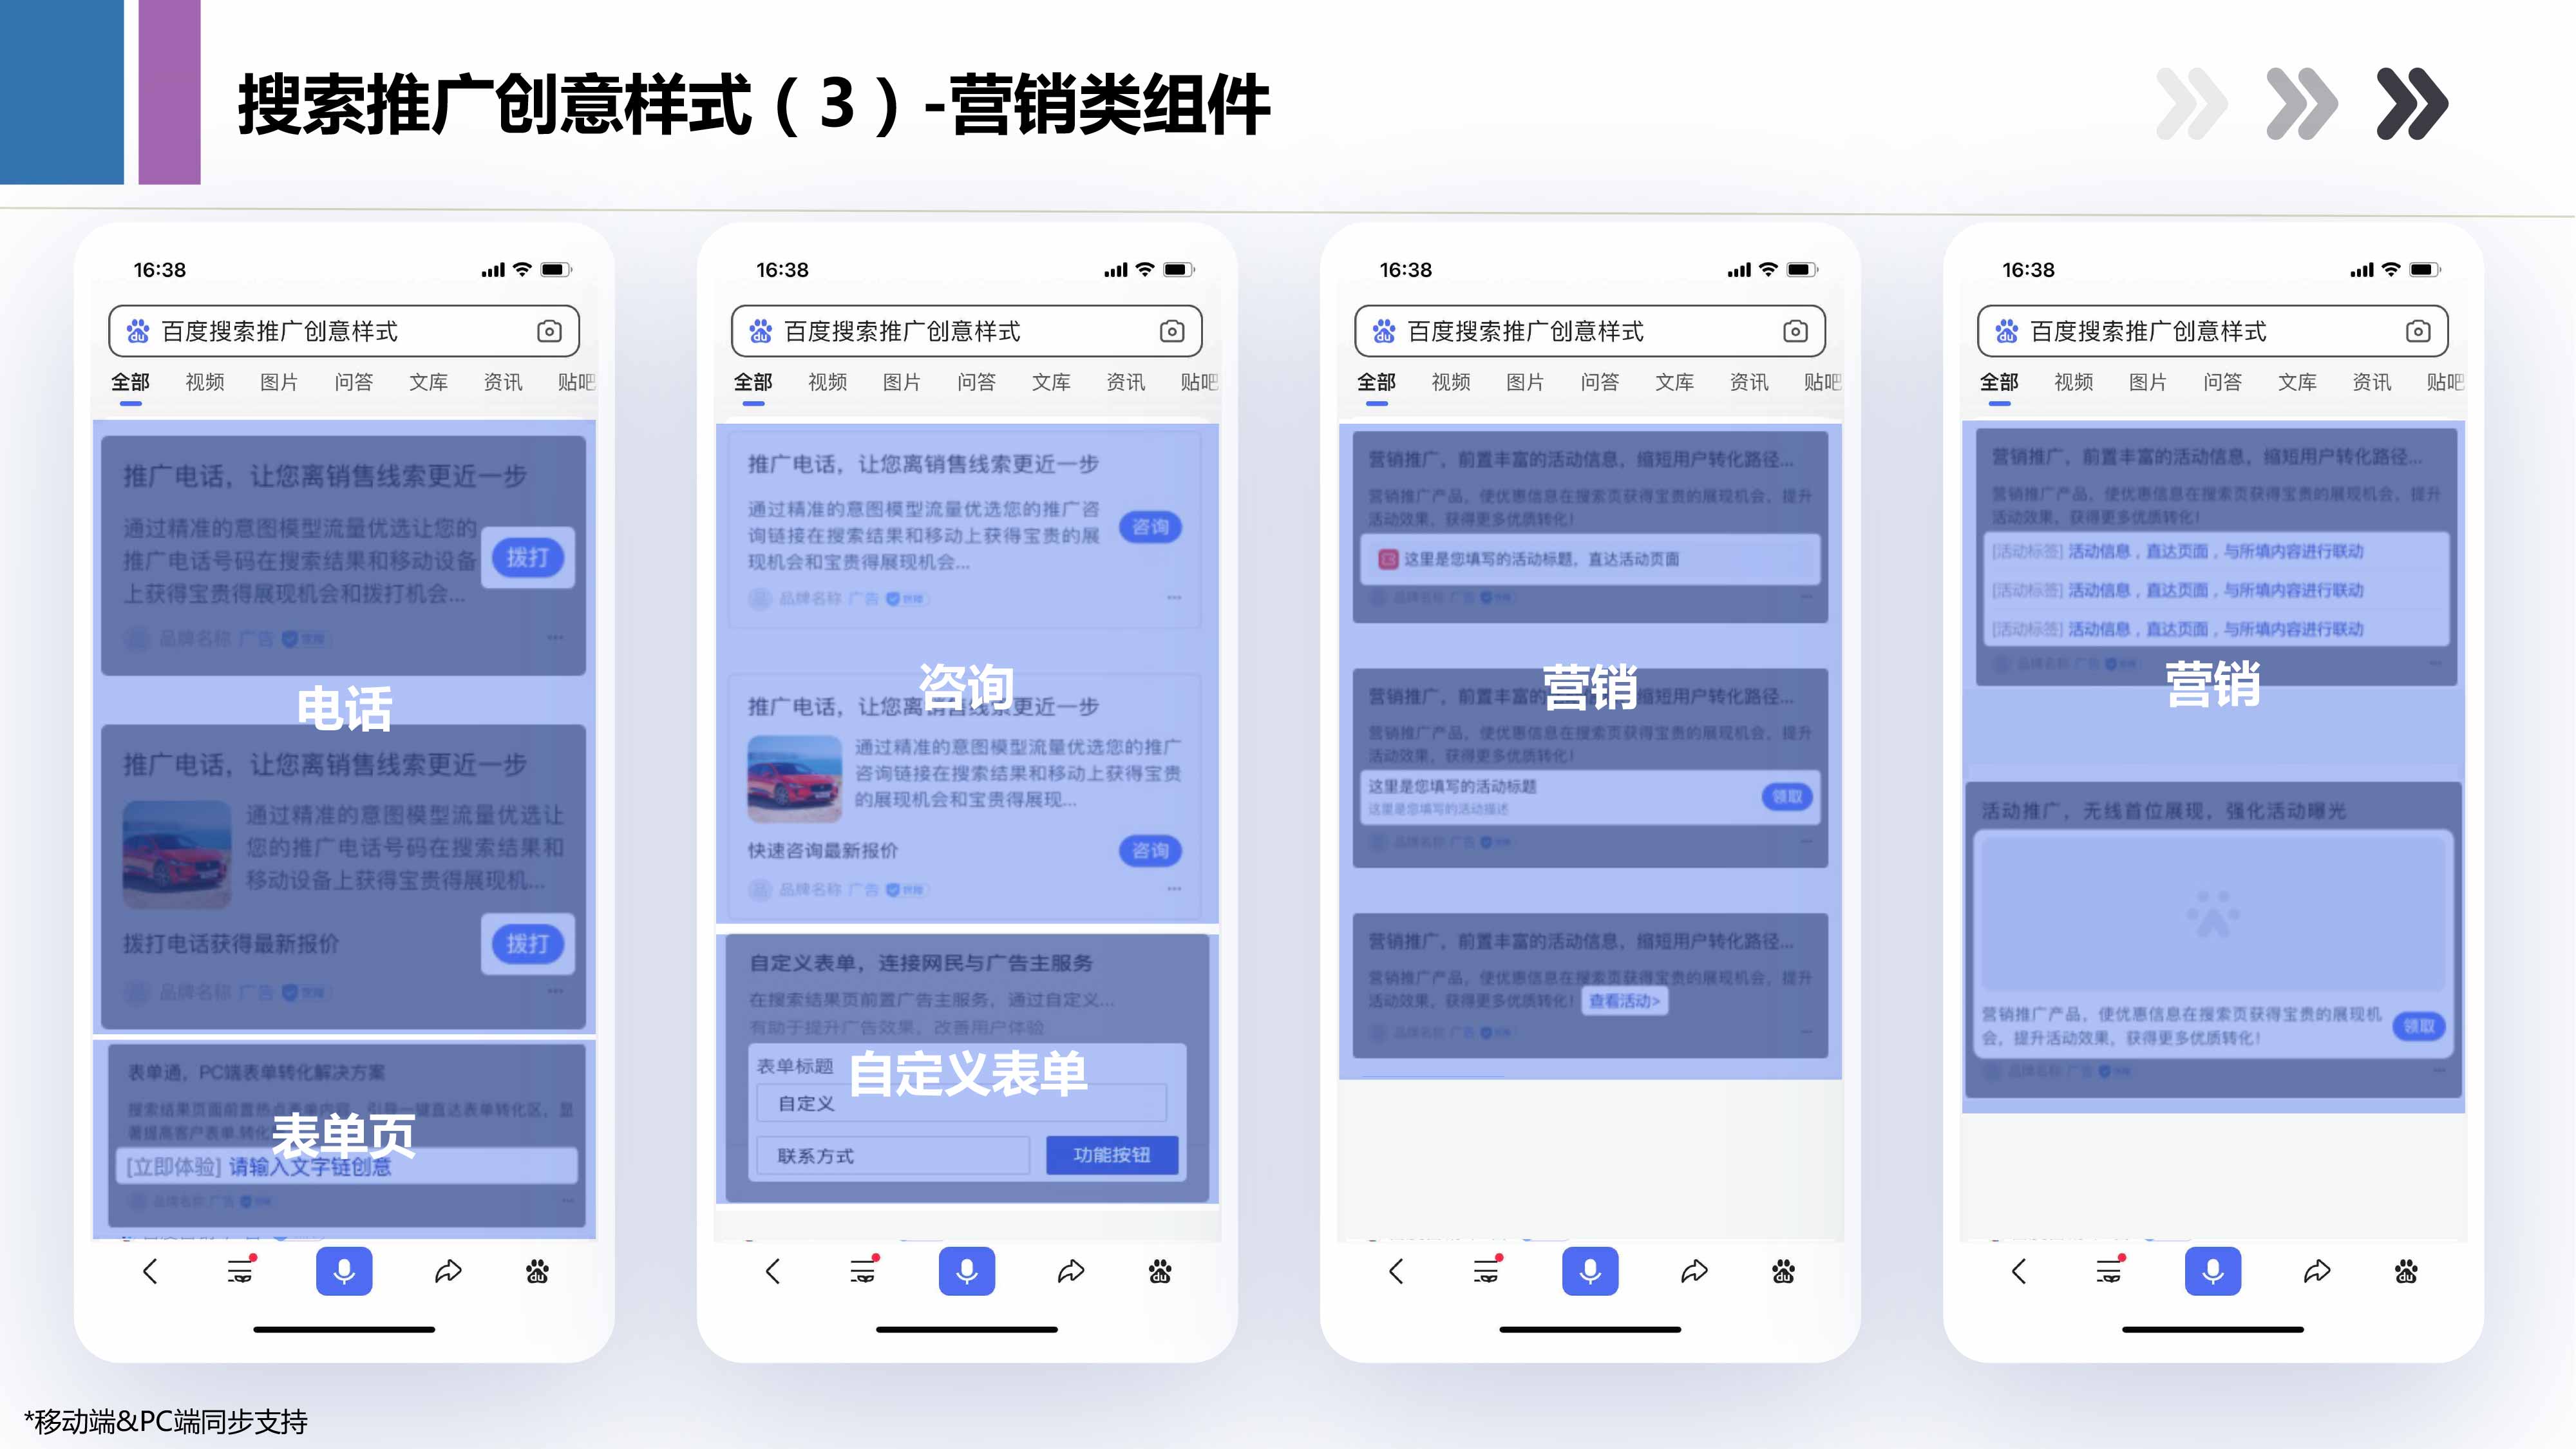 搜索推广创意样式（3）-营销类组件
16:38
百度搜索推广创意样式
全部 视频 图片 问答 文库 资讯 贴吧
推广电话，让您离销售线索更近一步
通过精准的意图模型流量优选让您的
推广电话号码在搜索结果和移动设备
上获得宝贵得展现机会和拨打机会...
拨打
品牌名称 广告
电话
推广电话，让您离销售线索更近一步
通过精准的意图模型流量优选让
您的推广电话号码在搜索结果和
移动设备上获得宝贵得展现机...
拨打电话获得最新报价
拨打
品牌名称 广告
表单通，PC端表单转化解决方案
搜索结果页面前置热点表单内容，引导一键直达表单转化区，显
著提高客户表单转化
表单页
[立即体验] 请输入文字链创意
品牌名称 广告
16:38
百度搜索推广创意样式
全部 视频 图片 问答 文库 资讯 贴吧
推广电话，让您离销售线索更近一步
通过精准的意图模型流量优选您的推广咨
询链接在搜索结果和移动上获得宝贵的展
现机会和宝贵得展现机会...
咨询
品牌名称 广告
咨询
推广电话，让您离销售线索更近一步
通过精准的意图模型流量优选您的推广
咨询链接在搜索结果和移动上获得宝贵
的展现机会和宝贵得展现...
快速咨询最新报价
咨询
品牌名称 广告
自定义表单，连接网民与广告主服务
在搜索结果页前置广告主服务，通过自定义...
有助于提升广告效果，改善用户体验
表单标题
自定义表单
自定义
联系方式
功能按钮
16:38
百度搜索推广创意样式
全部 视频 图片 问答 文库 资讯 贴吧
营销推广，前置丰富的活动信息，缩短用户转化路径...
营销推广产品，使优惠信息在搜索页获得宝贵的展现机会，提升
活动效果，获得更多优质转化！
这里是您填写的活动标题，直达活动页面
品牌名称 广告
营销
营销推广，前置丰富的活动信息，缩短用户转化路径...
营销推广产品，使优惠信息在搜索页获得宝贵的展现机会，提升
活动效果，获得更多优质转化！
这里是您填写的活动标题
这里是您填写的活动描述
领取
品牌名称 广告
营销推广，前置丰富的活动信息，缩短用户转化路径...
营销推广产品，使优惠信息在搜索页获得宝贵的展现机会，提升
活动效果，获得更多优质转化！ 查看活动>
品牌名称 广告
16:38
百度搜索推广创意样式
全部 视频 图片 问答 文库 资讯 贴吧
营销推广，前置丰富的活动信息，缩短用户转化路径...
营销推广产品，使优惠信息在搜索页获得宝贵的展现机会，提升
活动效果，获得更多优质转化！
[活动标签] 活动信息，直达页面，与所填内容进行联动
[活动标签] 活动信息，直达页面，与所填内容进行联动
[活动标签] 活动信息，直达页面，与所填内容进行联动
品牌名称 广告
营销
活动推广，无线首位展现，强化活动曝光
营销推广产品，使优惠信息在搜索页获得宝贵的展现机
会，提升活动效果，获得更多优质转化！
领取
品牌名称 广告
*移动端&PC端同步支持